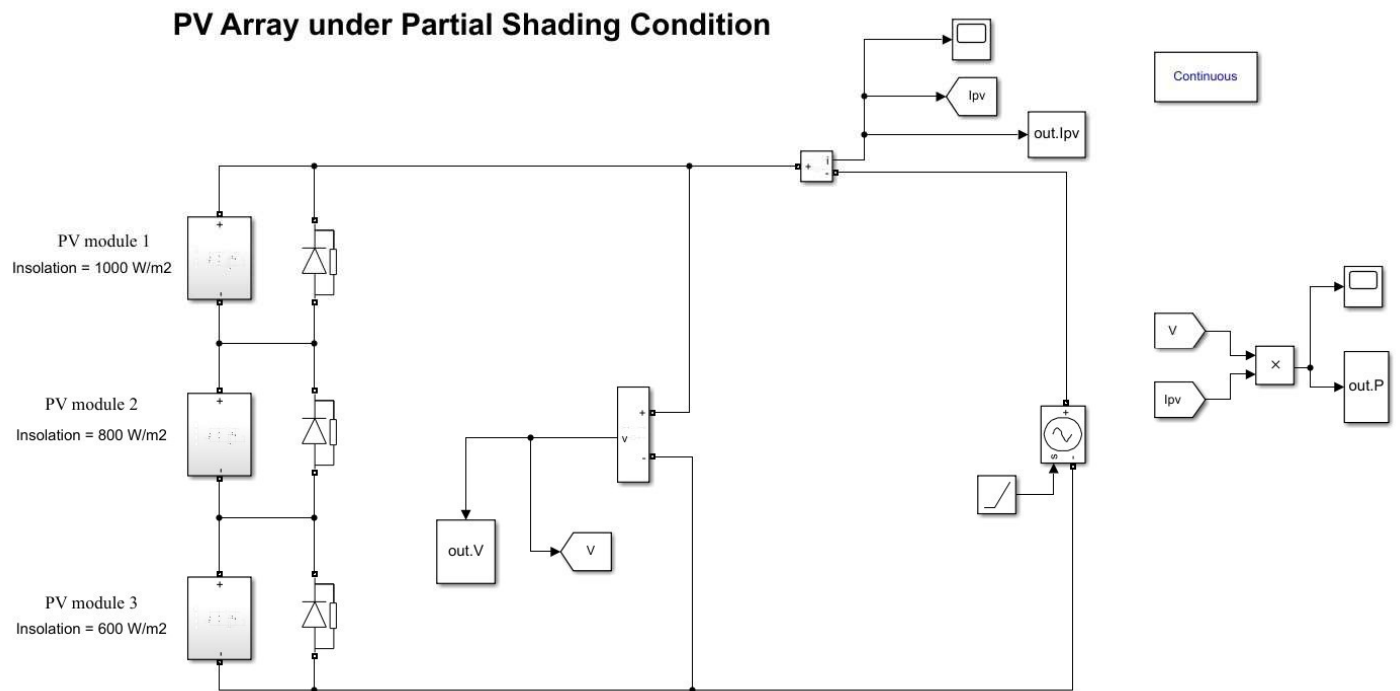 PV Array under Partial Shading Condition
Ipv
Continuous
out.Ipv
+
i
-
+
PV module 1
Insolation = 1000 W/m2
-
V
×
out.P
Ipv
+
PV module 2
Insolation = 800 W/m2
-
+
v
-
+
s
-
out.V
V
+
PV module 3
Insolation = 600 W/m2
-